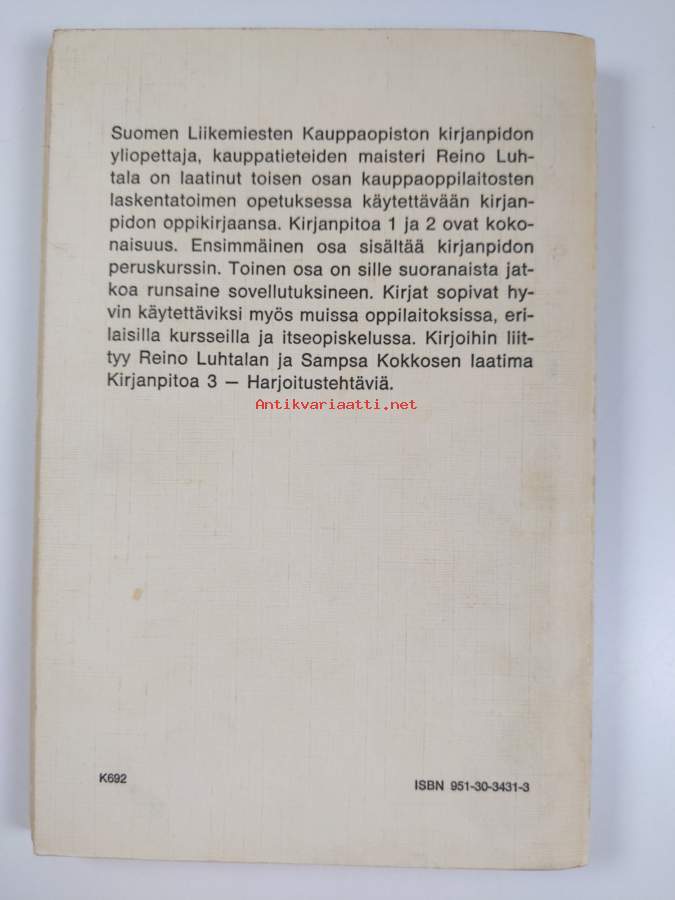 Suomen Liikemiesten Kauppaopiston kirjanpidon
yliopettaja, kauppatieteiden maisteri Reino Luh-
tala on laatinut toisen osan kauppaoppilaitosten
laskentatoimen opetuksessa käytettävään kirjan-
pidon oppikirjaansa. Kirjanpitoa 1 ja 2 ovat koko-
naisuus. Ensimmäinen osa sisältää kirjanpidon
peruskurssin. Toinen osa on sille suoranaista jat-
koa runsaine sovellutuksineen. Kirjat sopivat hy-
vin käytettäviksi myös muissa oppilaitoksissa, eri-
laisilla kursseilla ja itseopiskelussa. Kirjoihin liit-
tyy Reino Luhtalan ja Sampsa Kokkosen laatima
Kirjanpitoa 3 – Harjoitustehtäviä.
Antikvariaatti.net
K692
ISBN 951-30-3431-3